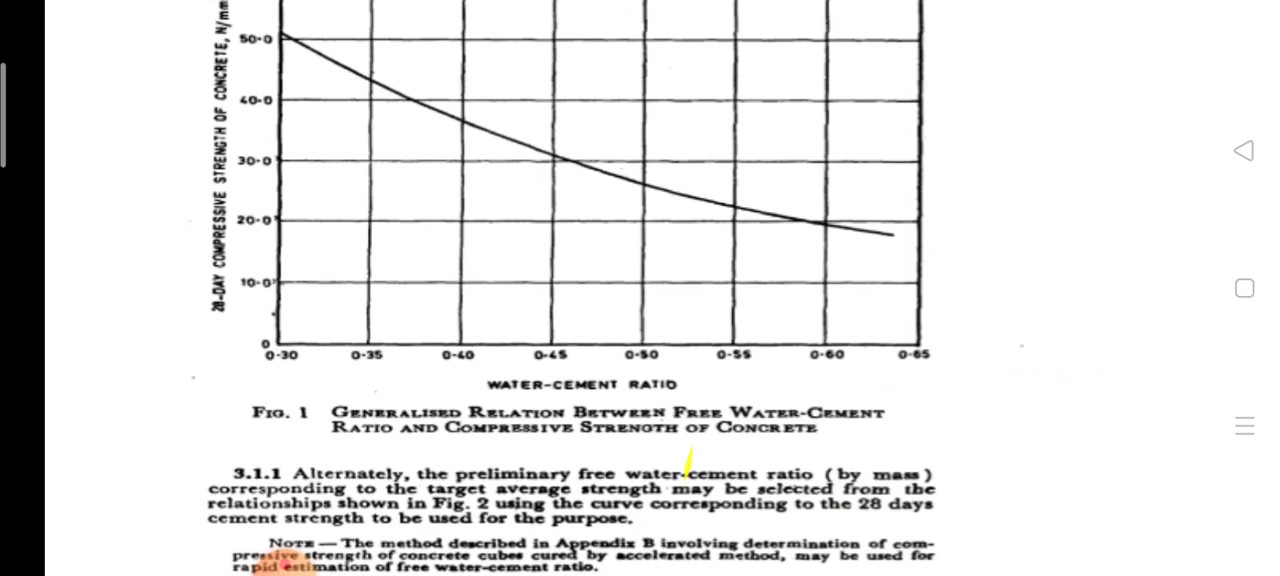 28-DAY COMPRESSIVE STRENGTH OF CONCRETE, N/mm
50·0
40·0
30·0
20·0
10·0
0
0·30 0·35 0·40 0·45 0·50 0·55 0·60 0·65
WATER-CEMENT RATIO
FIG. 1 GENERALISED RELATION BETWEEN FREE WATER-CEMENT
RATIO AND COMPRESSIVE STRENGTH OF CONCRETE
3.1.1 Alternately, the preliminary free water-cement ratio ( by mass )
corresponding to the target average strength may be selected from the
relationships shown in Fig. 2 using the curve corresponding to the 28 days
cement strength to be used for the purpose.
NOTE — The method described in Appendix B involving determination of com-
pressive strength of concrete cubes cured by accelerated method, may be used for
rapid estimation of free water-cement ratio.